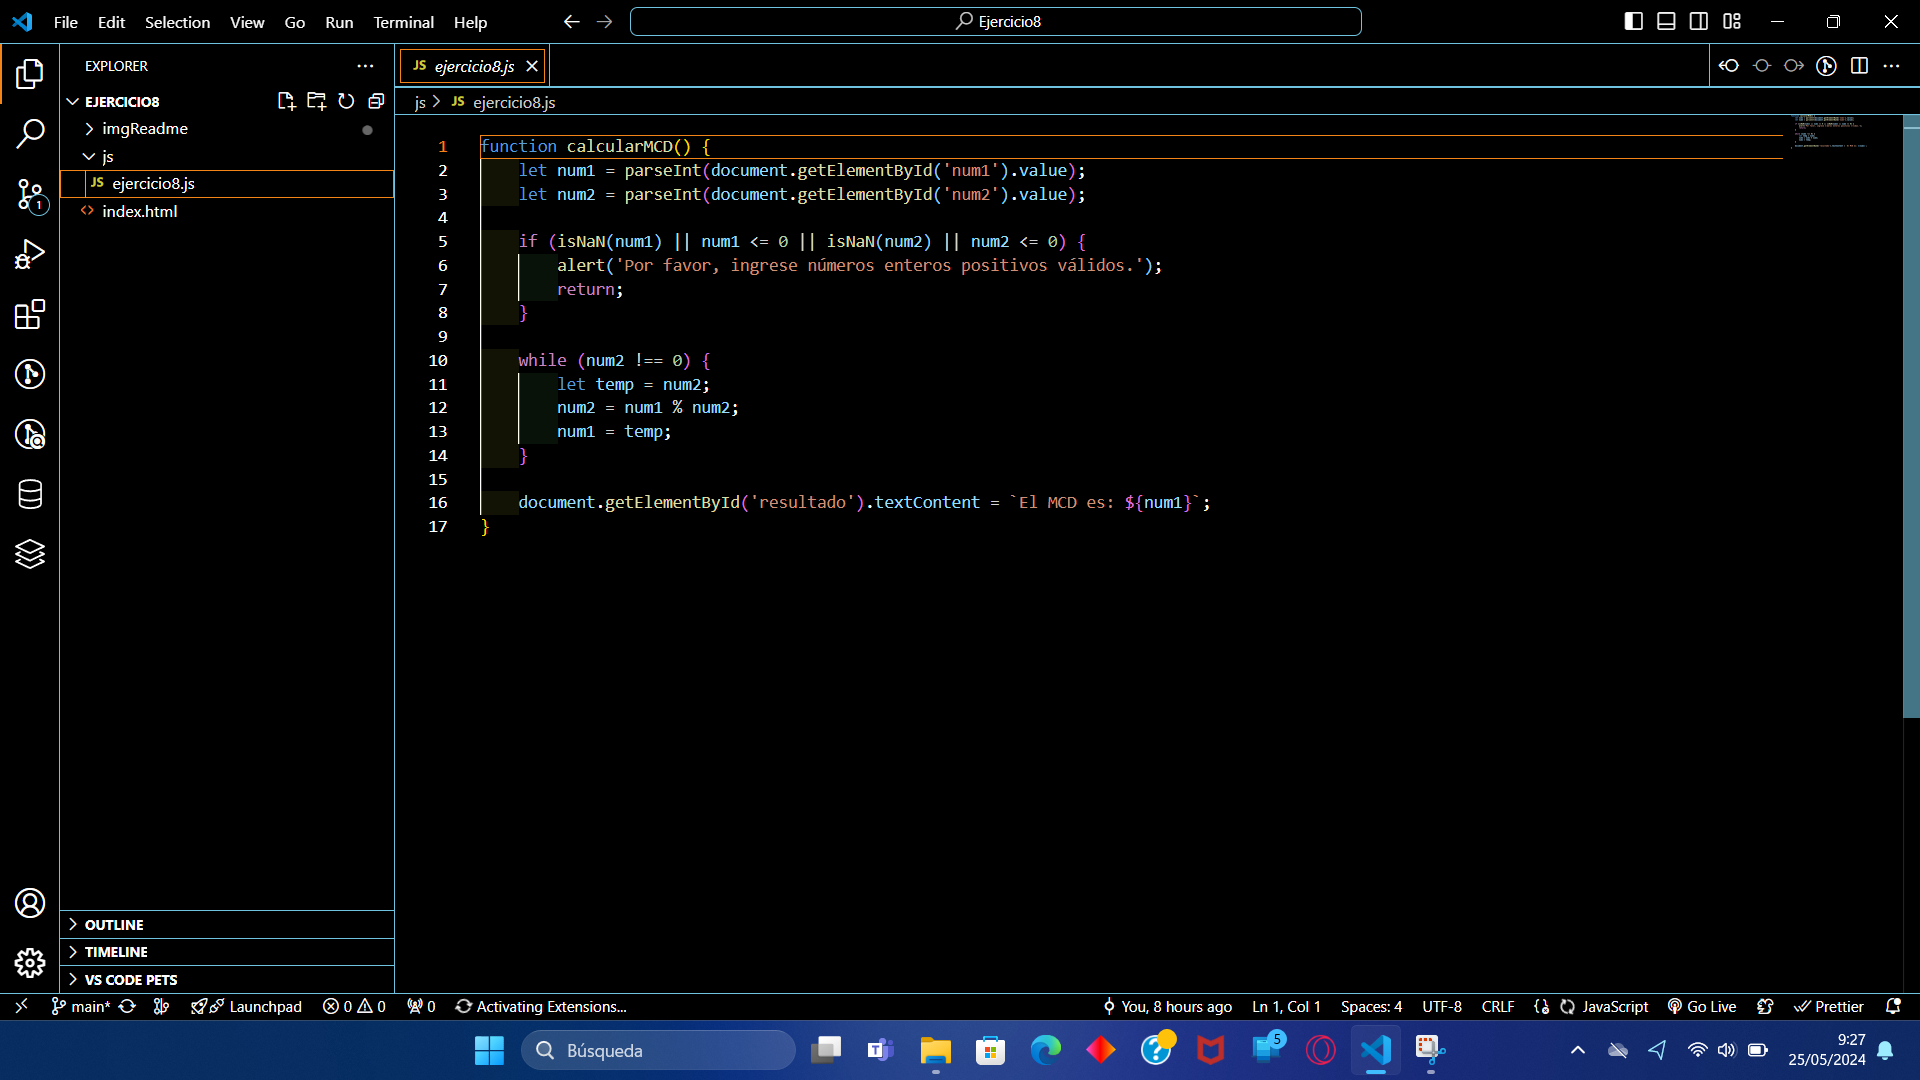 File Edit Selection View Go Run Terminal Help
Ejercicio8
EXPLORER
JS ejercicio8.js
EJERCICIO8
js > JS ejercicio8.js
imgReadme
js
JS ejercicio8.js
index.html
1 function calcularMCD() {
2 let num1 = parseInt(document.getElementById('num1').value);
3 let num2 = parseInt(document.getElementById('num2').value);
4
5 if (isNaN(num1) || num1 <= 0 || isNaN(num2) || num2 <= 0) {
6 alert('Por favor, ingrese números enteros positivos válidos.');
7 return;
8 }
9
10 while (num2 !== 0) {
11 let temp = num2;
12 num2 = num1 % num2;
13 num1 = temp;
14 }
15
16 document.getElementById('resultado').textContent = `El MCD es: ${num1}`;
17 }
1
OUTLINE
TIMELINE
VS CODE PETS
main* Launchpad 0 0 0 Activating Extensions... You, 8 hours ago Ln 1, Col 1 Spaces: 4 UTF-8 CRLF {} JavaScript Go Live Prettier
Búsqueda
5
9:27
25/05/2024